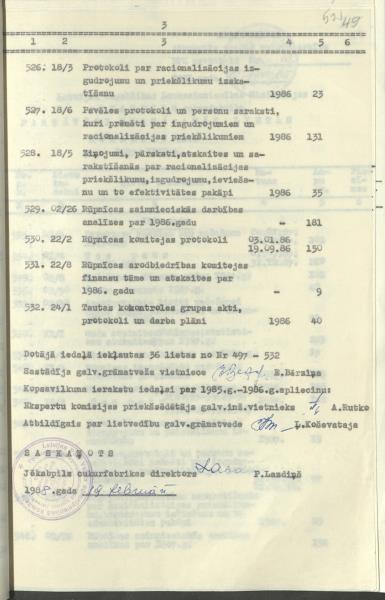 3
49
1 2 3 4 5 6
526. 18/3 Protokoli par racionalizācijas iz-
gudrojumu un priekšlikumu izska-
tīšanu 1986 23
527. 18/6 Pavēles protokoli un personu saraksti,
kuri prēmēti par izgudrojumiem un
racionalizācijas priekšlikumiem 1986 131
528. 18/5 Ziņojumi, pārskati,atskaites un sa-
rakstīšanās par racionalizācijas
priekšlikumu,izgudrojumu,ievieša-
nu un to efektivitātes pakāpi 1986 35
529. 02/26 Rūpnīcas saimnieciskās darbības
analīzes par 1986.gadu - 181
530. 22/2 Rūpnīcas komitejas protokoli 03.01.86
19.09.86 150
531. 22/8 Rūpnīcas arodbiedrības komitejas
finansu tāme un atskaites par
1986. gadu - 9
532. 24/1 Tautas kokontroles grupas akti,
protokoli un darba plāni 1986 40
Dotājā iedaļā iekļautas 36 lietas no Nr 497 - 532
Sastādīja galv.grāmatveža vietniece E.Bērziņa
Kopsavilkuma ierakstu iedaļai par 1985.g.-1986.g.apliecinu:
Ekspertu komisijas priekšsēdētājs galv.inž.vietnieks A.Rutko
Atbildīgais par lietvedību galv.grāmatvede Ļ.Koševataja
SASKAŅOTS
Jēkabpils cukurfabrikas direktors P.Lazdiņš
1988.gada 19 februārī